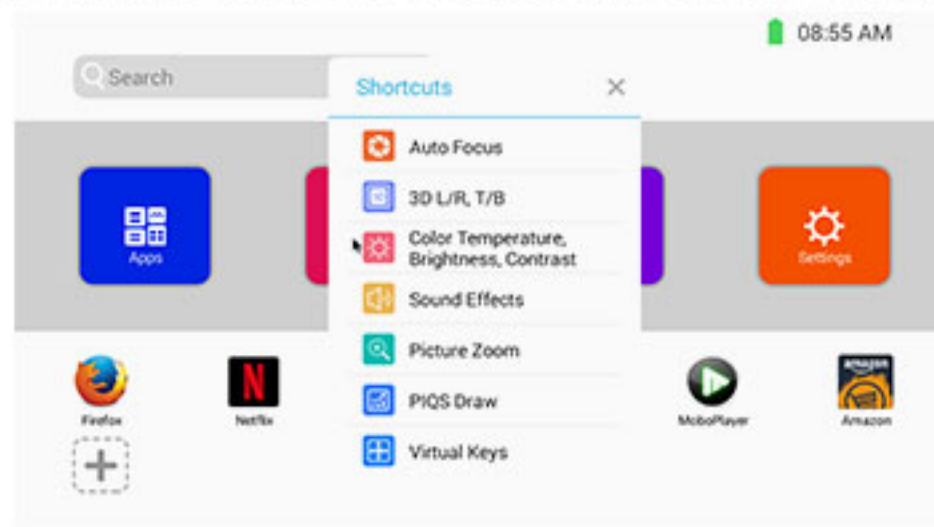 08:55 AM
Search
Shortcuts
Auto Focus
3D L/R, T/B
Color Temperature,
Brightness, Contrast
Sound Effects
Picture Zoom
PIQS Draw
Virtual Keys
Apps
Settings
Firefox
Netflix
MoboPlayer
Amazon
N
amazon